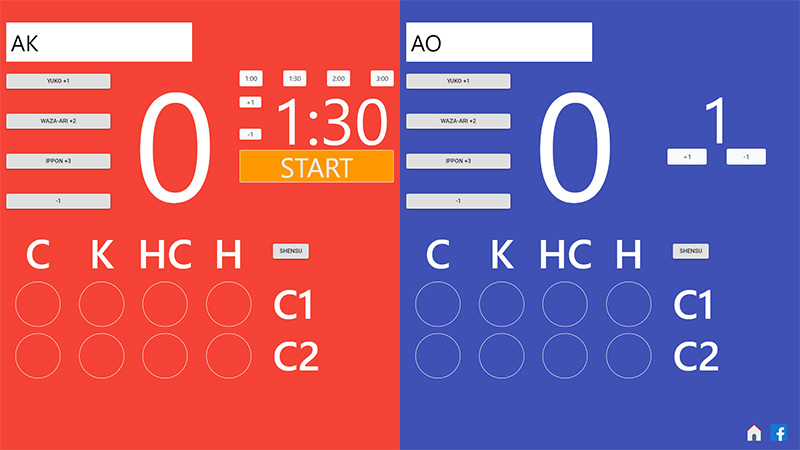 AK
YUKO +1
WAZA-ARI +2
IPPON +3
-1
0
1:00 1:30 2:00 3:00
+1
-1
1:30
START
C K HC H SHENSU
C1
C2
AO
YUKO +1
WAZA-ARI +2
IPPON +3
-1
0
1
+1 -1
C K HC H SHENSU
C1
C2
f